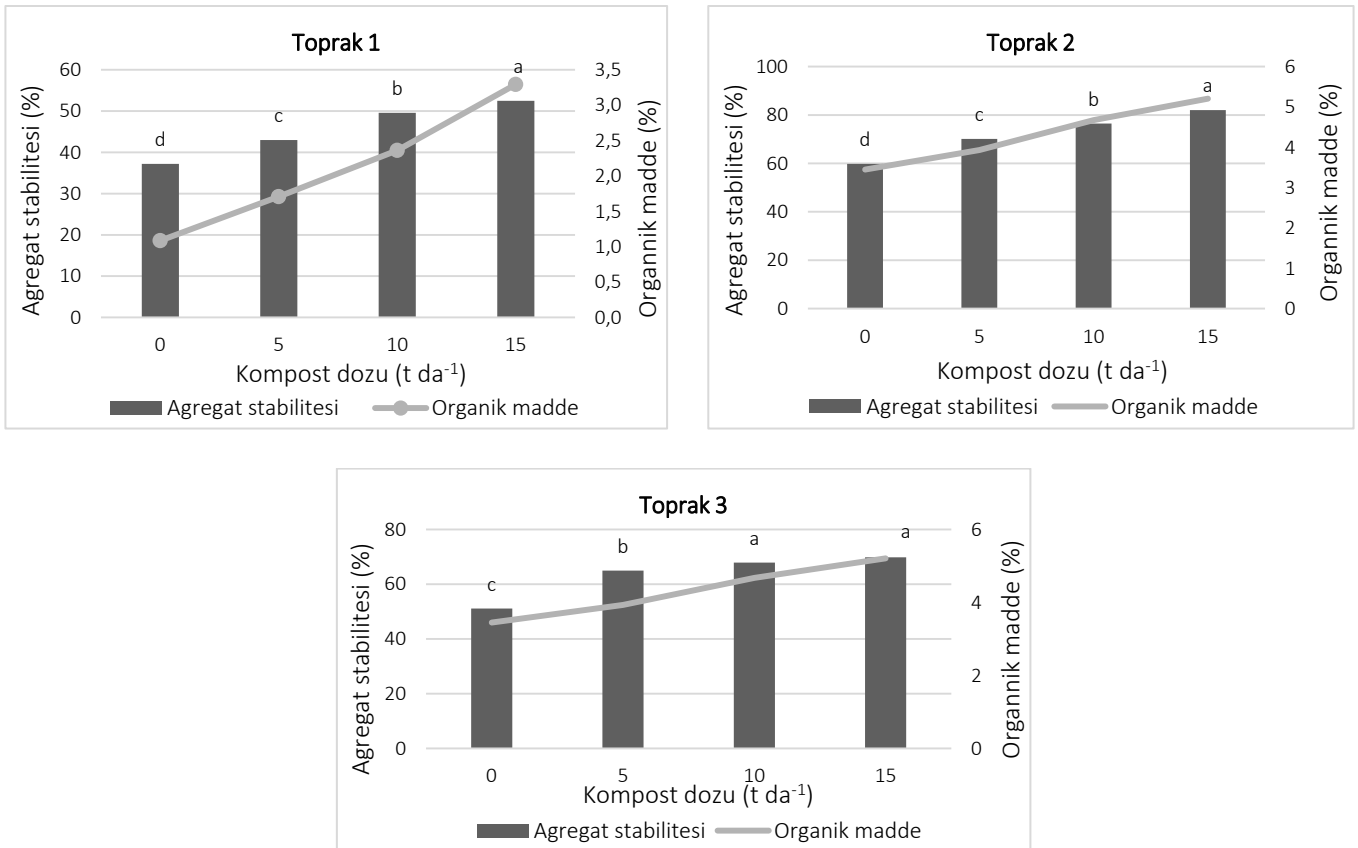 Toprak 1
Agregat stabilitesi (%)
60
50
40
30
20
10
0
d
c
b
a
3,5
3,0
2,5
2,0
1,5
1,0
0,5
0,0
Organnik madde (%)
0 5 10 15
Kompost dozu (t da-1)
Agregat stabilitesi Organik madde
Toprak 2
Agregat stabilitesi (%)
100
80
60
40
20
0
d
c
b
a
6
5
4
3
2
1
0
Organnik madde (%)
0 5 10 15
Kompost dozu (t da-1)
Agregat stabilitesi Organik madde
Toprak 3
Agregat stabilitesi (%)
80
60
40
20
0
c
b
a
a
6
4
2
0
Organnik madde (%)
0 5 10 15
Kompost dozu (t da-1)
Agregat stabilitesi Organik madde